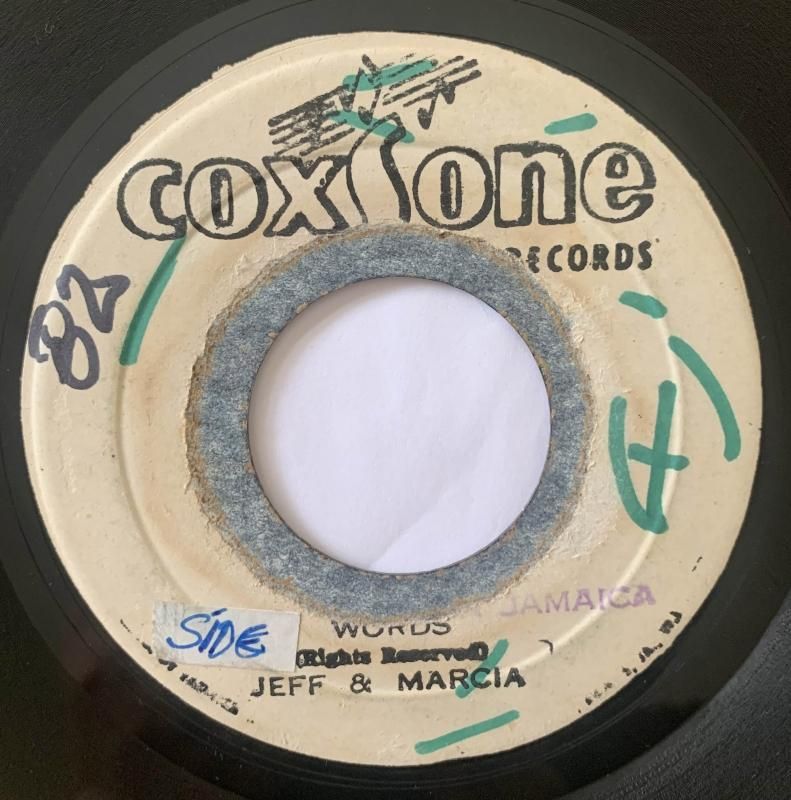 coxsone
RECORDS
82
JAMAICA
SIDE
WORDS
(Rights Reserved)
JEFF & MARCIA